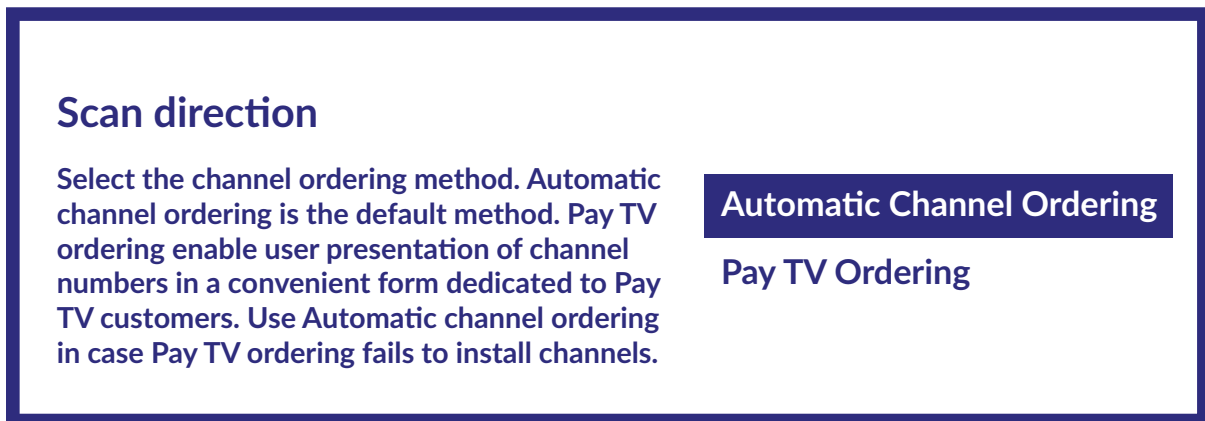 Scan direction
Select the channel ordering method. Automatic
channel ordering is the default method. Pay TV
ordering enable user presentation of channel
numbers in a convenient form dedicated to Pay
TV customers. Use Automatic channel ordering
in case Pay TV ordering fails to install channels.
Automatic Channel Ordering
Pay TV Ordering